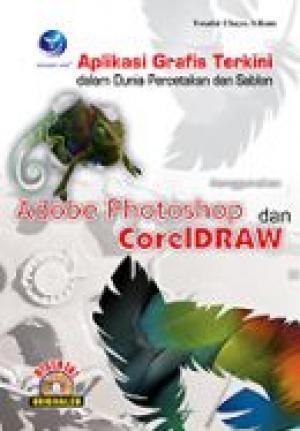 Aplikasi Grafis Terkini
dalam Dunia Percetakan dan Sablon
menggunakan
Adobe Photoshop dan
CorelDRAW